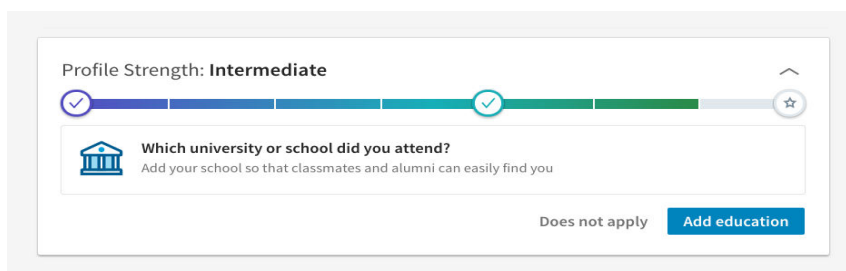 Profile Strength: Intermediate
Which university or school did you attend?
Add your school so that classmates and alumni can easily find you
Does not apply Add education